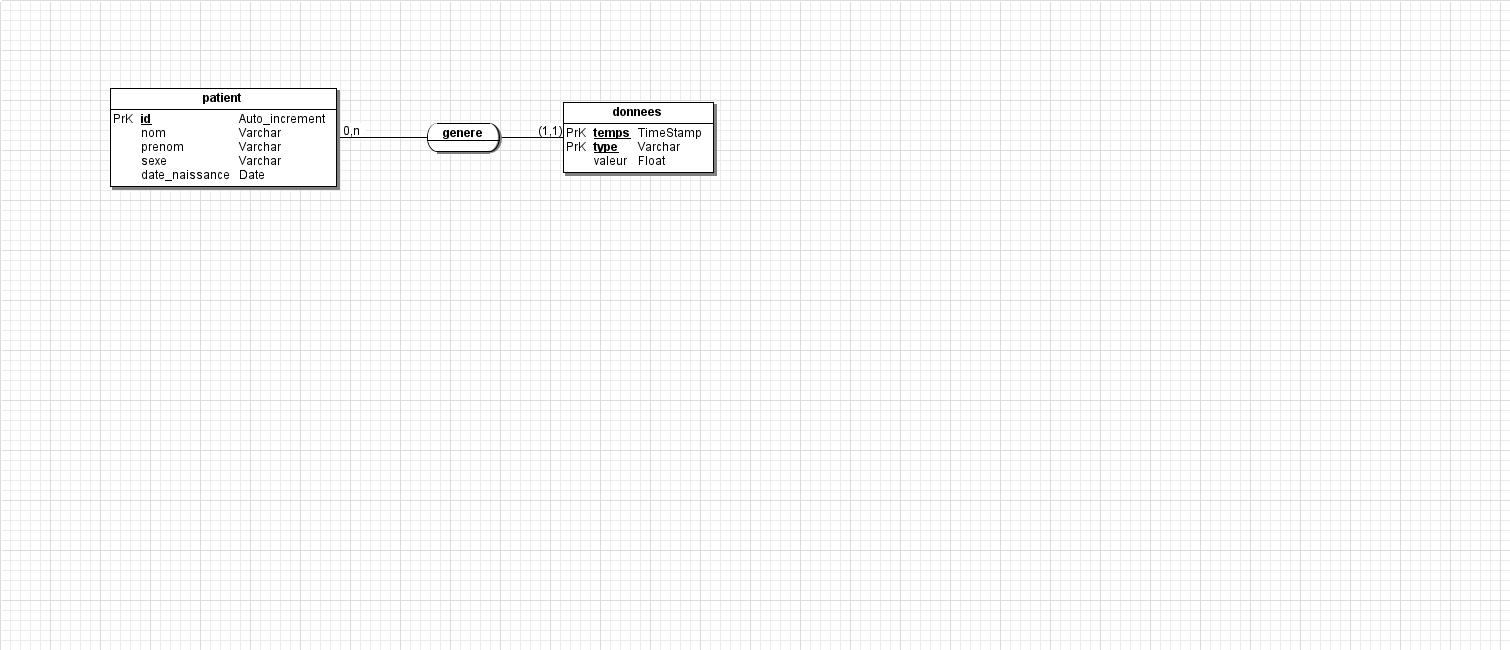 patient
PrK id Auto_increment
nom Varchar
prenom Varchar
sexe Varchar
date_naissance Date
0,n
genere
(1,1)
donnees
PrK temps TimeStamp
PrK type Varchar
valeur Float